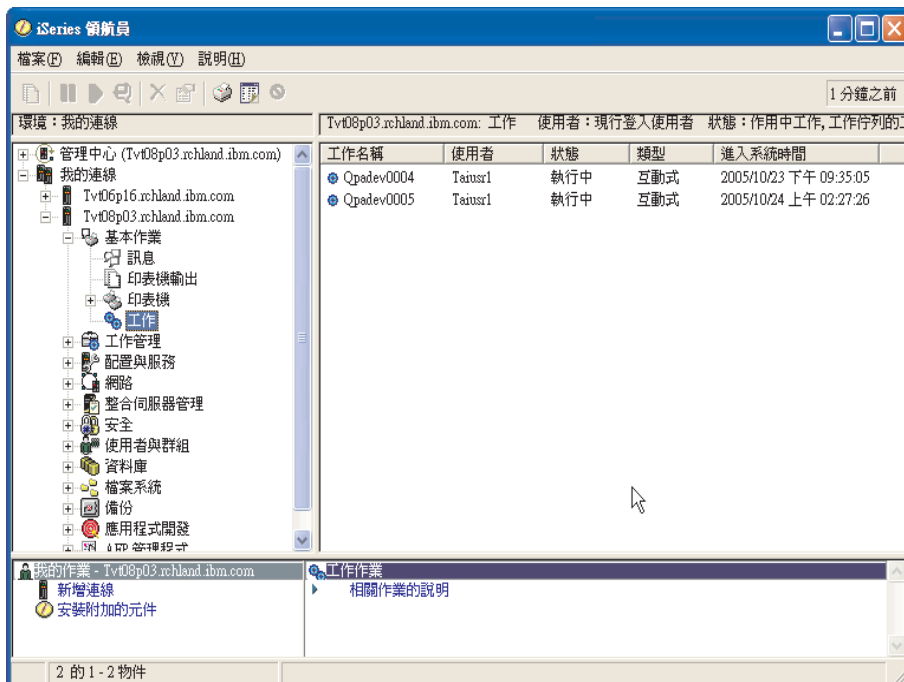 iSeries 領航員
檔案(F) 編輯(E) 檢視(V) 說明(H)
1 分鐘之前
環境:我的連線
Tvt08p03.rchland.ibm.com: 工作 使用者:現行登入使用者 狀態:作用中工作, 工作佇列的工
管理中心 (Tvt08p03.rchland.ibm.com)
我的連線
Tvt06p16.rchland.ibm.com
Tvt08p03.rchland.ibm.com
基本作業
訊息
印表機輸出
印表機
工作
工作管理
配置與服務
網路
整合伺服器管理
安全
使用者與群組
資料庫
檔案系統
備份
應用程式開發
AFP 管理程式
工作名稱 使用者 狀態 類型 進入系統時間
Qpadev0004 Taiusr1 執行中 互動式 2005/10/23 下午 09:35:05
Qpadev0005 Taiusr1 執行中 互動式 2005/10/24 上午 02:27:26
我的作業 - Tvt08p03.rchland.ibm.com
新增連線
安裝附加的元件
工作作業
相關作業的說明
2 的 1 - 2 物件